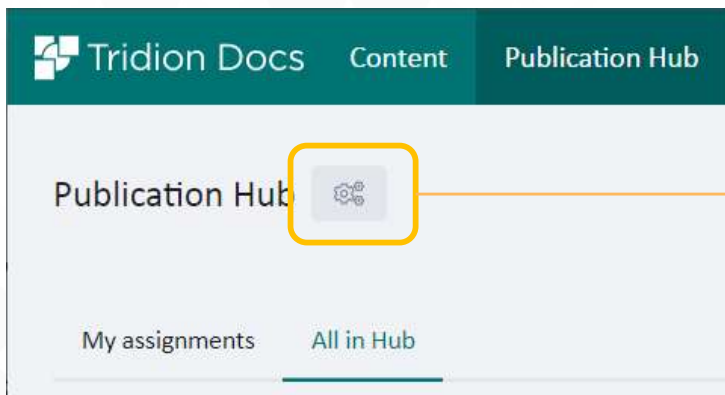 Tridion Docs Content Publication Hub
Publication Hub
My assignments All in Hub